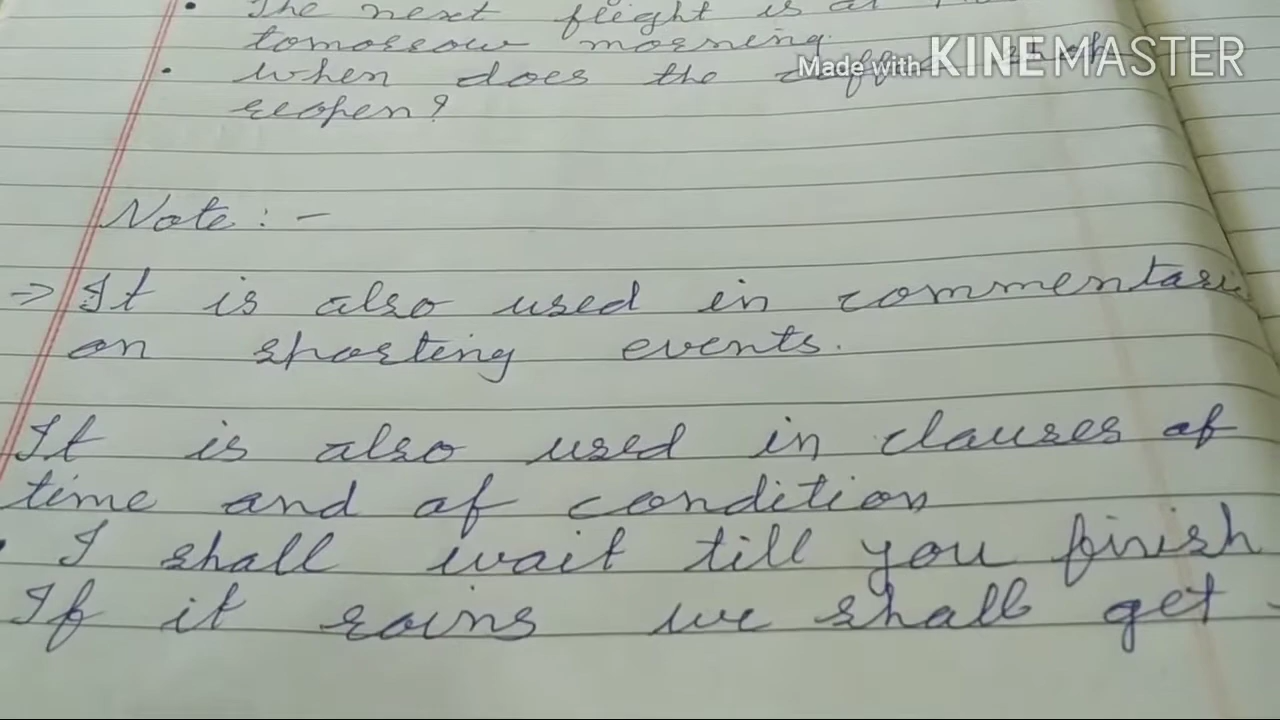 The next flight is at
tomorrow morning.
when does the
reopen?
Made with KINEMASTER
Note : -
→ It is also used in commentari
on sporting events.
It is also used in clauses of
time and of condition
• I shall wait till you finish
If it rains we shall get